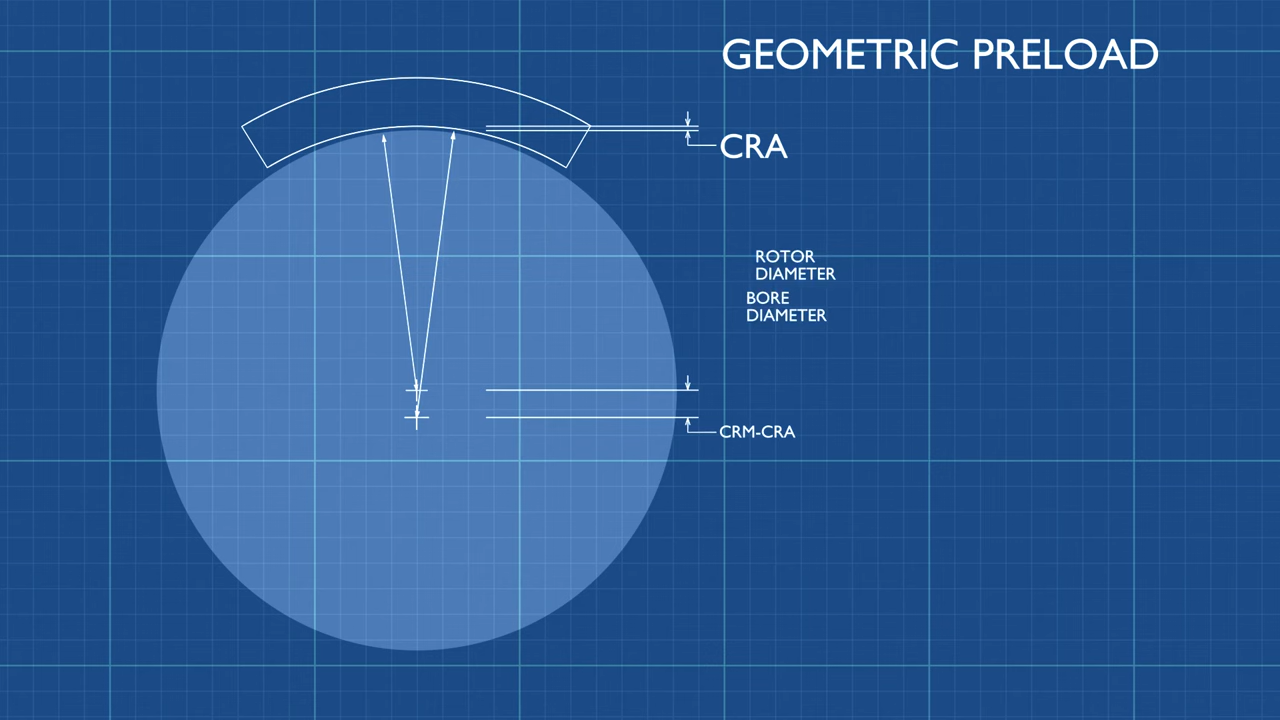 GEOMETRIC PRELOAD
CRA
ROTOR
DIAMETER
BORE
DIAMETER
CRM-CRA